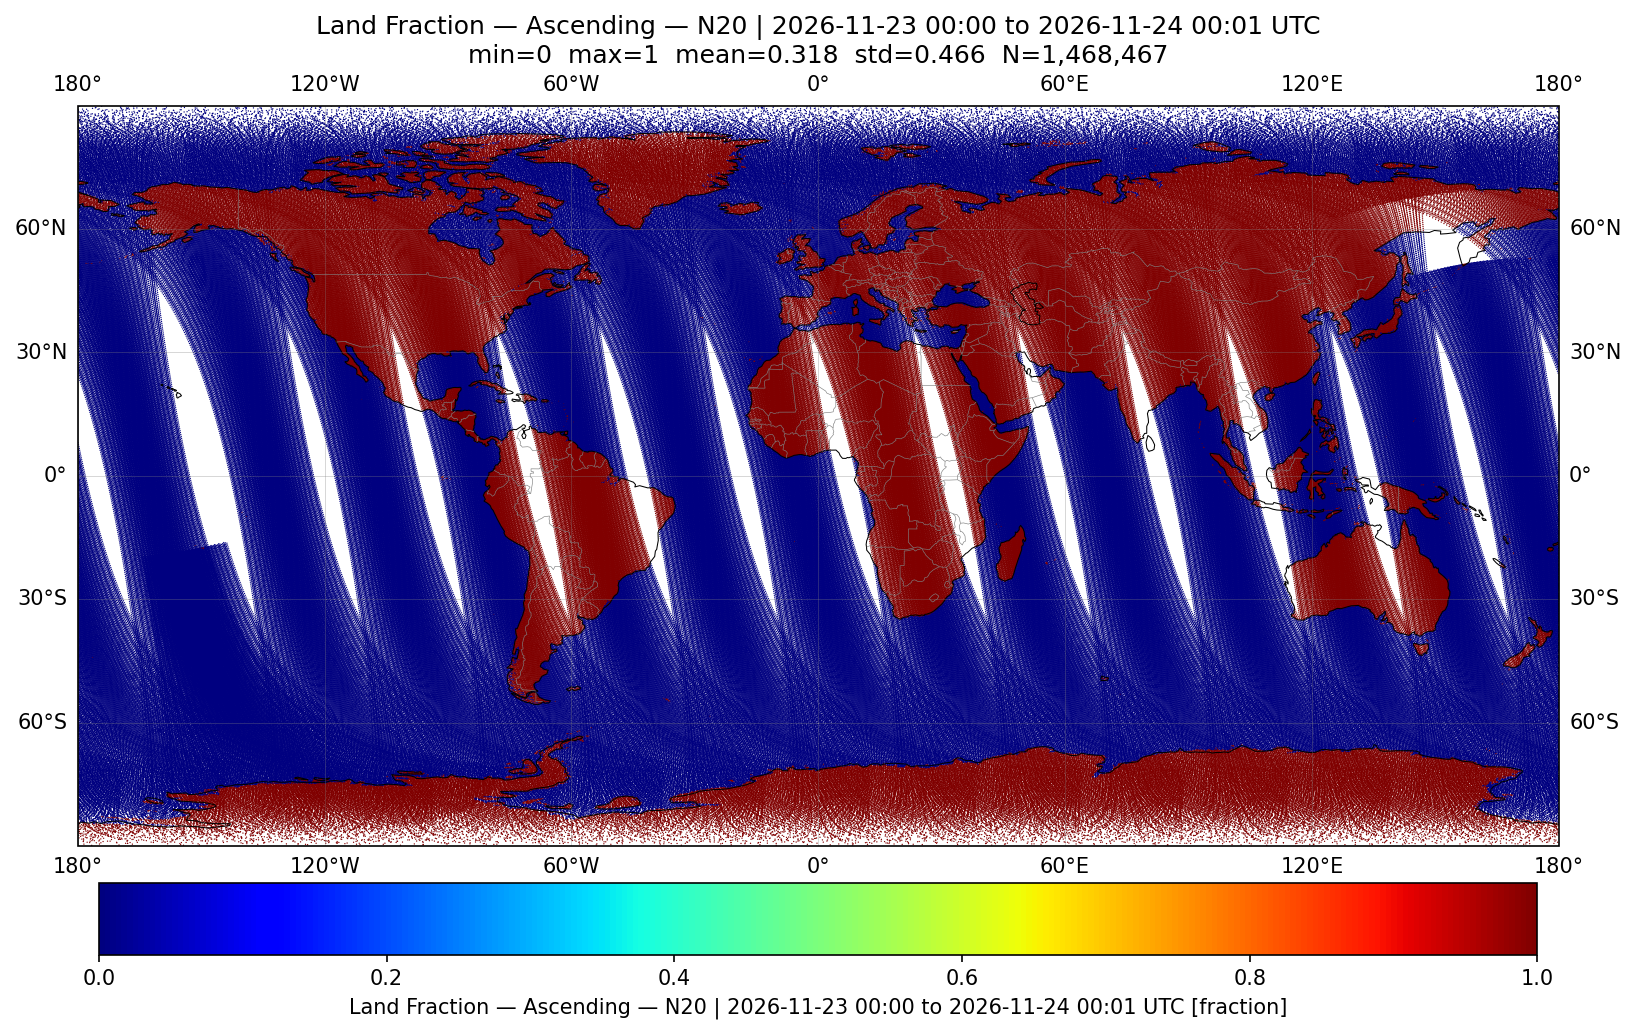 Land Fraction — Ascending — N20 | 2026-11-23 00:00 to 2026-11-24 00:01 UTC
min=0  max=1  mean=0.318  std=0.466  N=1,468,467
180° 120°W 60°W 0° 60°E 120°E 180°
60°N 60°N
30°N 30°N
0° 0°
30°S 30°S
60°S 60°S
180° 120°W 60°W 0° 60°E 120°E 180°
0.0 0.2 0.4 0.6 0.8 1.0
Land Fraction — Ascending — N20 | 2026-11-23 00:00 to 2026-11-24 00:01 UTC [fraction]